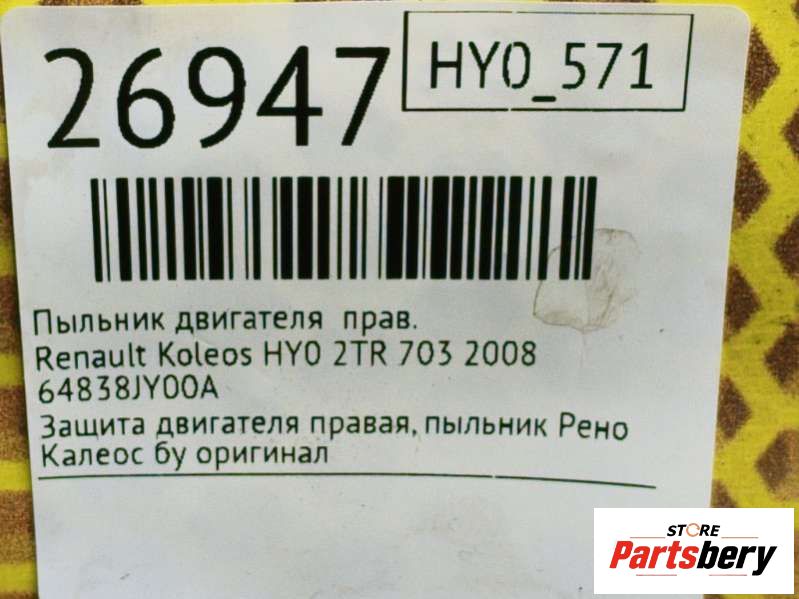 26947
HY0_571
Пыльник двигателя прав.
Renault Koleos HY0 2TR 703 2008
64838JY00A
Защита двигателя правая, пыльник Рено
Калеос бу оригинал
STORE
Partsbery